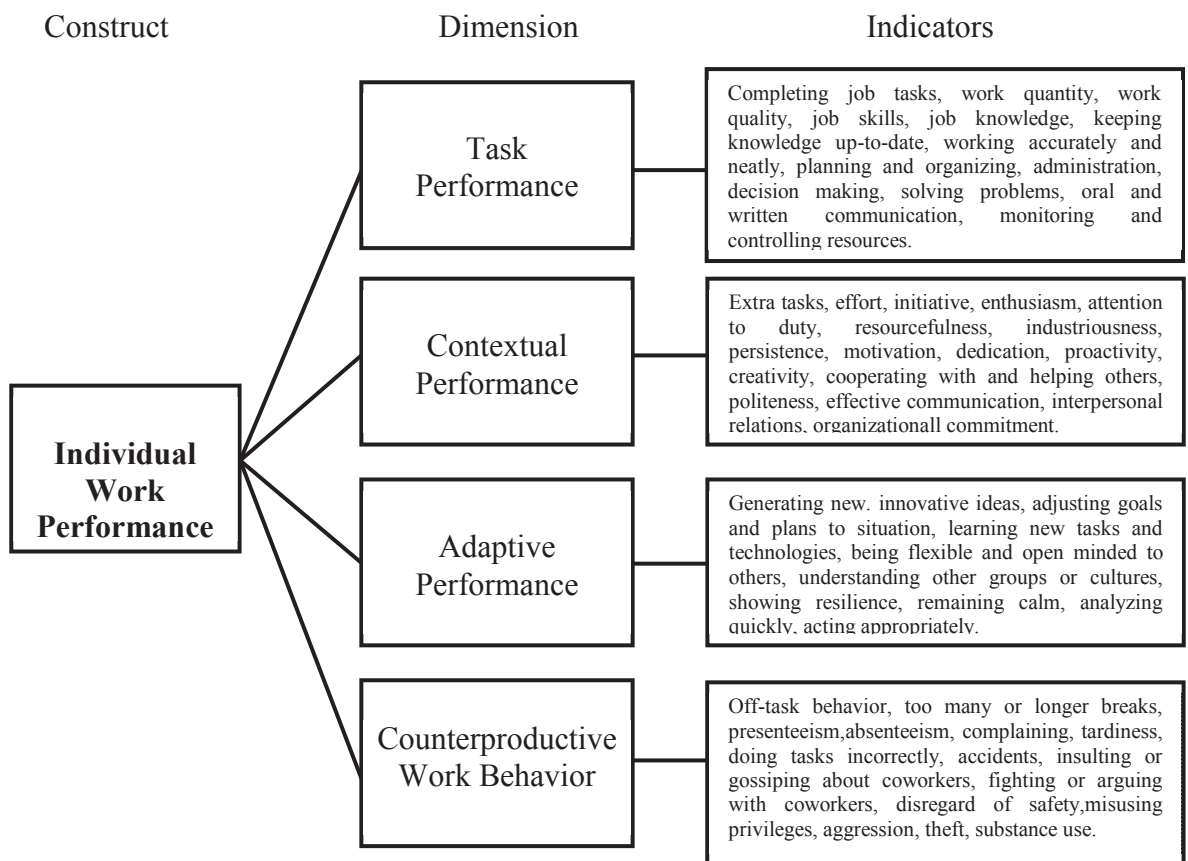 Construct Dimension Indicators
Task
Performance
Completing job tasks, work quantity, work
quality, job skills, job knowledge, keeping
knowledge up-to-date, working accurately and
neatly, planning and organizing, administration,
decision making, solving problems, oral and
written communication, monitoring and
controlling resources.
Contextual
Performance
Extra tasks, effort, initiative, enthusiasm, attention
to duty, resourcefulness, industriousness,
persistence, motivation, dedication, proactivity,
creativity, cooperating with and helping others,
politeness, effective communication, interpersonal
relations, organizationall commitment.
Individual
Work
Performance
Adaptive
Performance
Generating new. innovative ideas, adjusting goals
and plans to situation, learning new tasks and
technologies, being flexible and open minded to
others, understanding other groups or cultures,
showing resilience, remaining calm, analyzing
quickly, acting appropriately.
Counterproductive
Work Behavior
Off-task behavior, too many or longer breaks,
presenteeism,absenteeism, complaining, tardiness,
doing tasks incorrectly, accidents, insulting or
gossiping about coworkers, fighting or arguing
with coworkers, disregard of safety,misusing
privileges, aggression, theft, substance use.